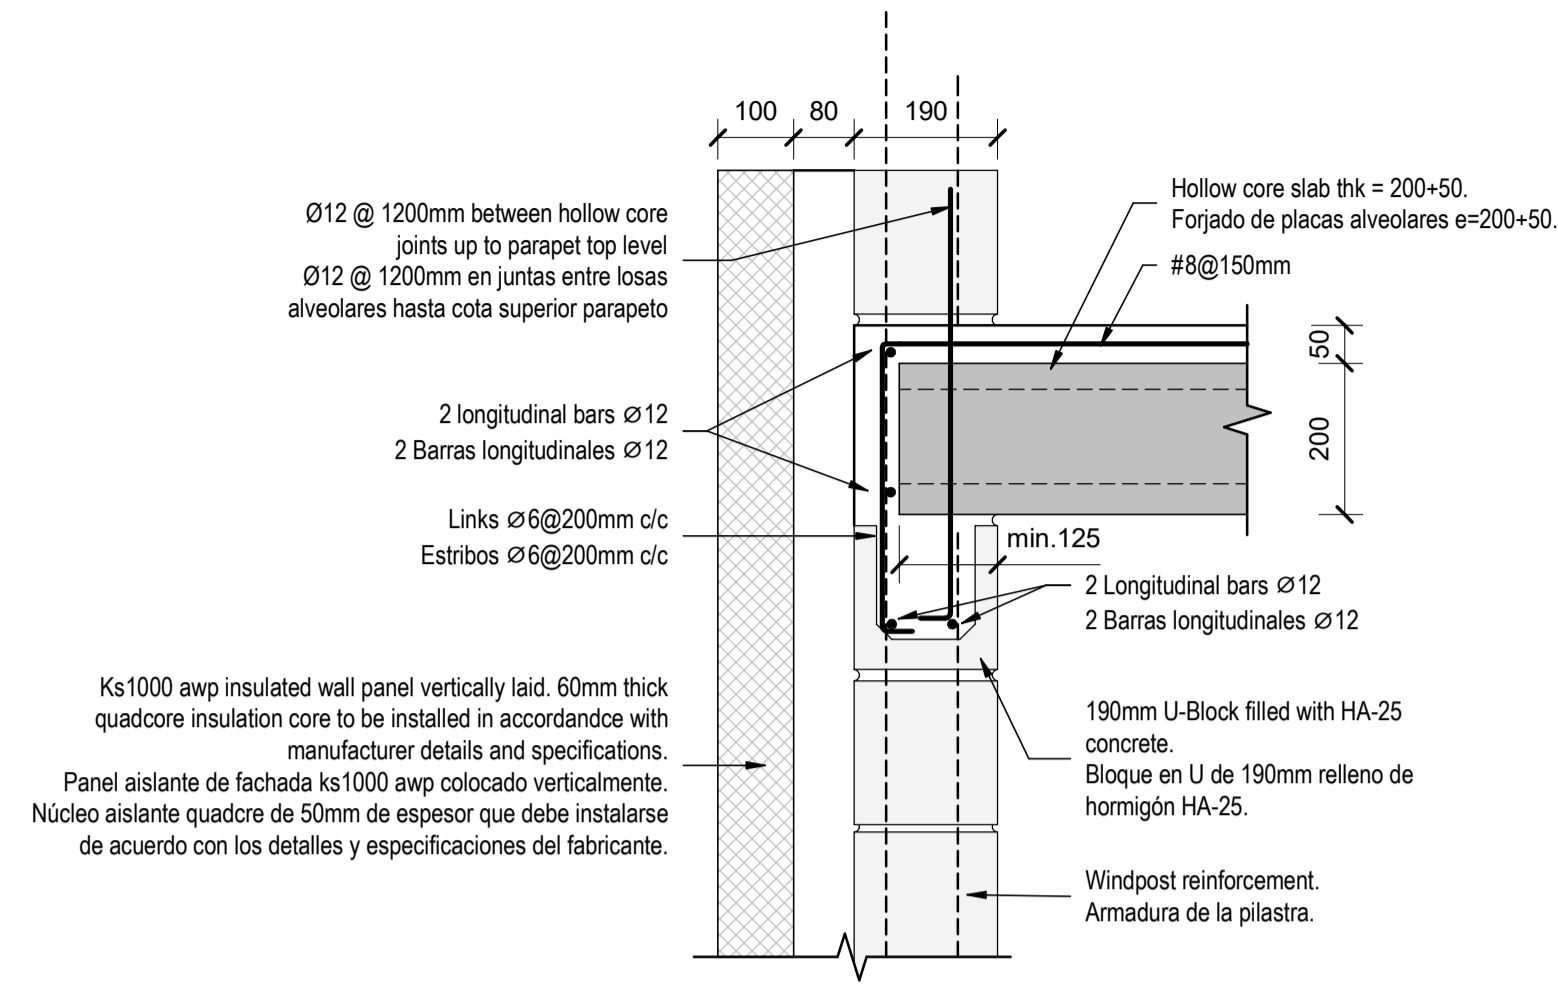 100
80
190
Ø12 @ 1200mm between hollow core
joints up to parapet top level
Ø12 @ 1200mm en juntas entre losas
alveolares hasta cota superior parapeto
Hollow core slab thk = 200+50.
Forjado de placas alveolares e=200+50.
#8@150mm
50
200
2 longitudinal bars Ø12
2 Barras longitudinales Ø12
Links Ø6@200mm c/c
Estribos Ø6@200mm c/c
min.125
2 Longitudinal bars Ø12
2 Barras longitudinales Ø12
Ks1000 awp insulated wall panel vertically laid. 60mm thick
quadcore insulation core to be installed in accordandce with
manufacturer details and specifications.
Panel aislante de fachada ks1000 awp colocado verticalmente.
Núcleo aislante quadcre de 50mm de espesor que debe instalarse
de acuerdo con los detalles y especificaciones del fabricante.
190mm U-Block filled with HA-25
concrete.
Bloque en U de 190mm relleno de
hormigón HA-25.
Windpost reinforcement.
Armadura de la pilastra.